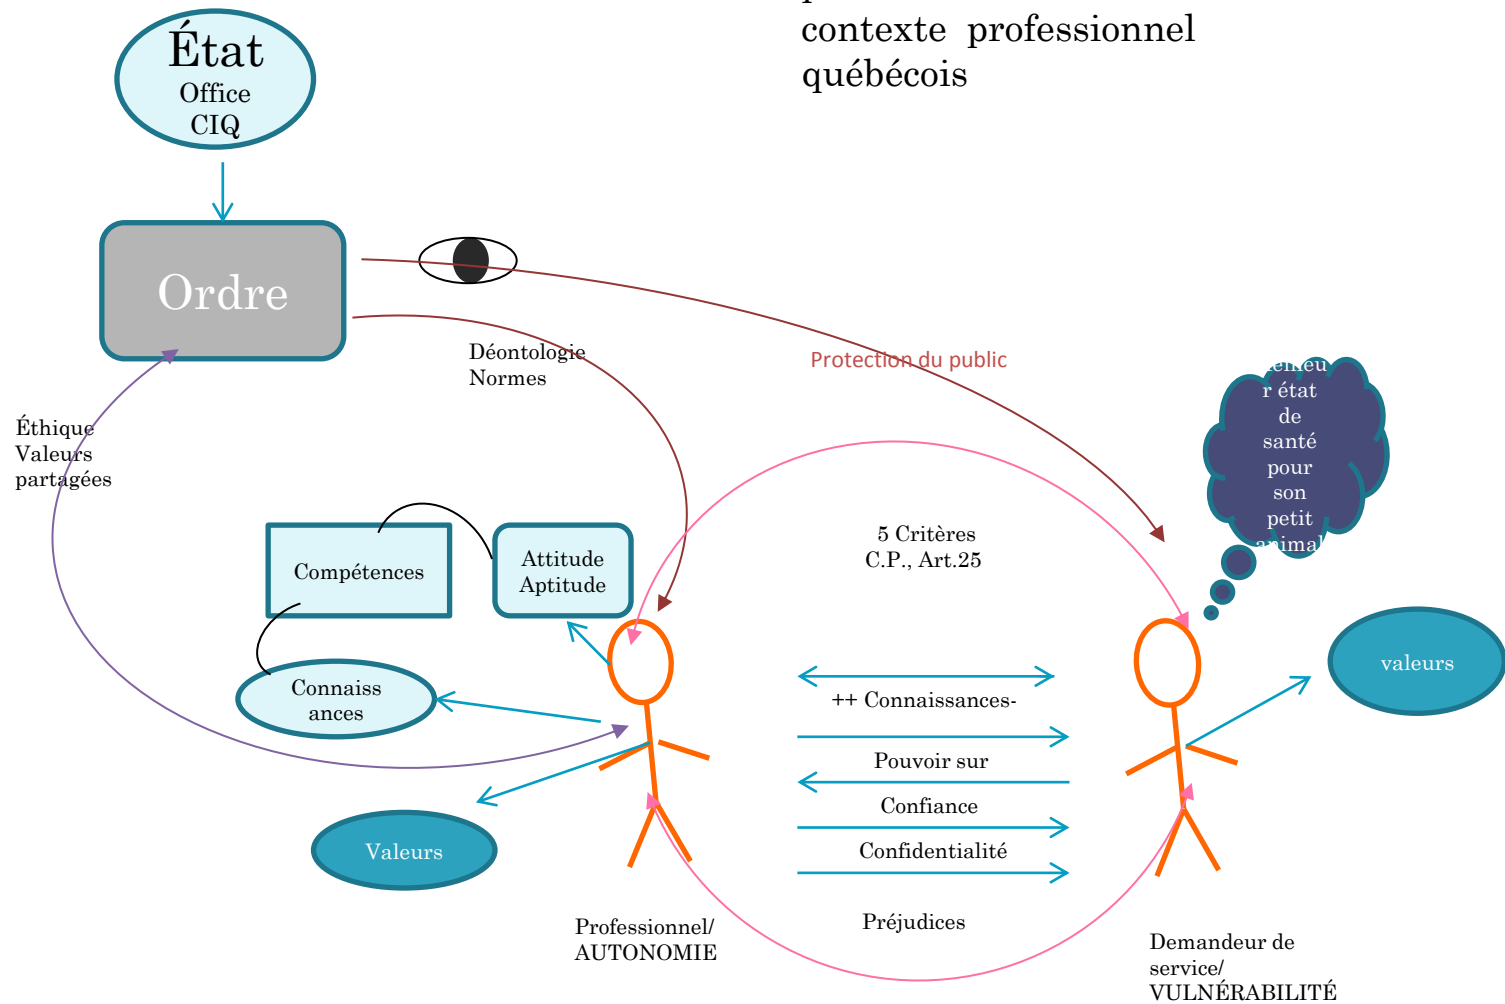 contexte professionnel
québécois
État
Office
CIQ
Ordre
Déontologie
Normes
Protection du public
Éthique
Valeurs
partagées
r état
de
santé
pour
son
petit
animal
Compétences
Attitude
Aptitude
5 Critères
C.P., Art.25
Connaiss
ances
valeurs
++ Connaissances-
Pouvoir sur
Confiance
Confidentialité
Valeurs
Préjudices
Professionnel/
AUTONOMIE
Demandeur de
service/
VULNÉRABILITÉ